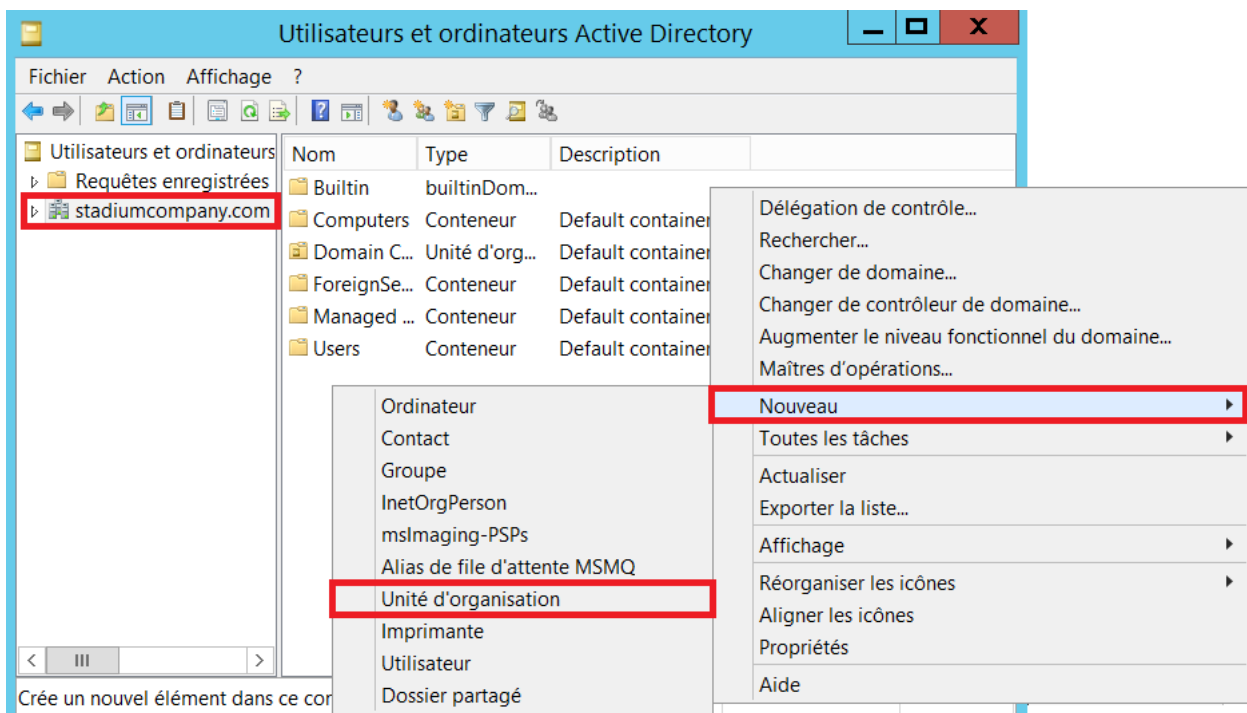 Utilisateurs et ordinateurs Active Directory
X
Fichier Action Affichage ?
Utilisateurs et ordinateurs
Requêtes enregistrées
stadiumcompany.com
Nom Type Description
Builtin builtinDom...
Computers Conteneur Default container
Domain C... Unité d'org... Default container
ForeignSe... Conteneur Default container
Managed ... Conteneur Default container
Users Conteneur Default container
Délégation de contrôle...
Rechercher...
Changer de domaine...
Changer de contrôleur de domaine...
Augmenter le niveau fonctionnel du domaine...
Maîtres d'opérations...
Nouveau
Toutes les tâches
Actualiser
Exporter la liste...
Affichage
Réorganiser les icônes
Aligner les icônes
Propriétés
Aide
Ordinateur
Contact
Groupe
InetOrgPerson
msImaging-PSPs
Alias de file d'attente MSMQ
Unité d'organisation
Imprimante
Utilisateur
Dossier partagé
Crée un nouvel élément dans ce cor